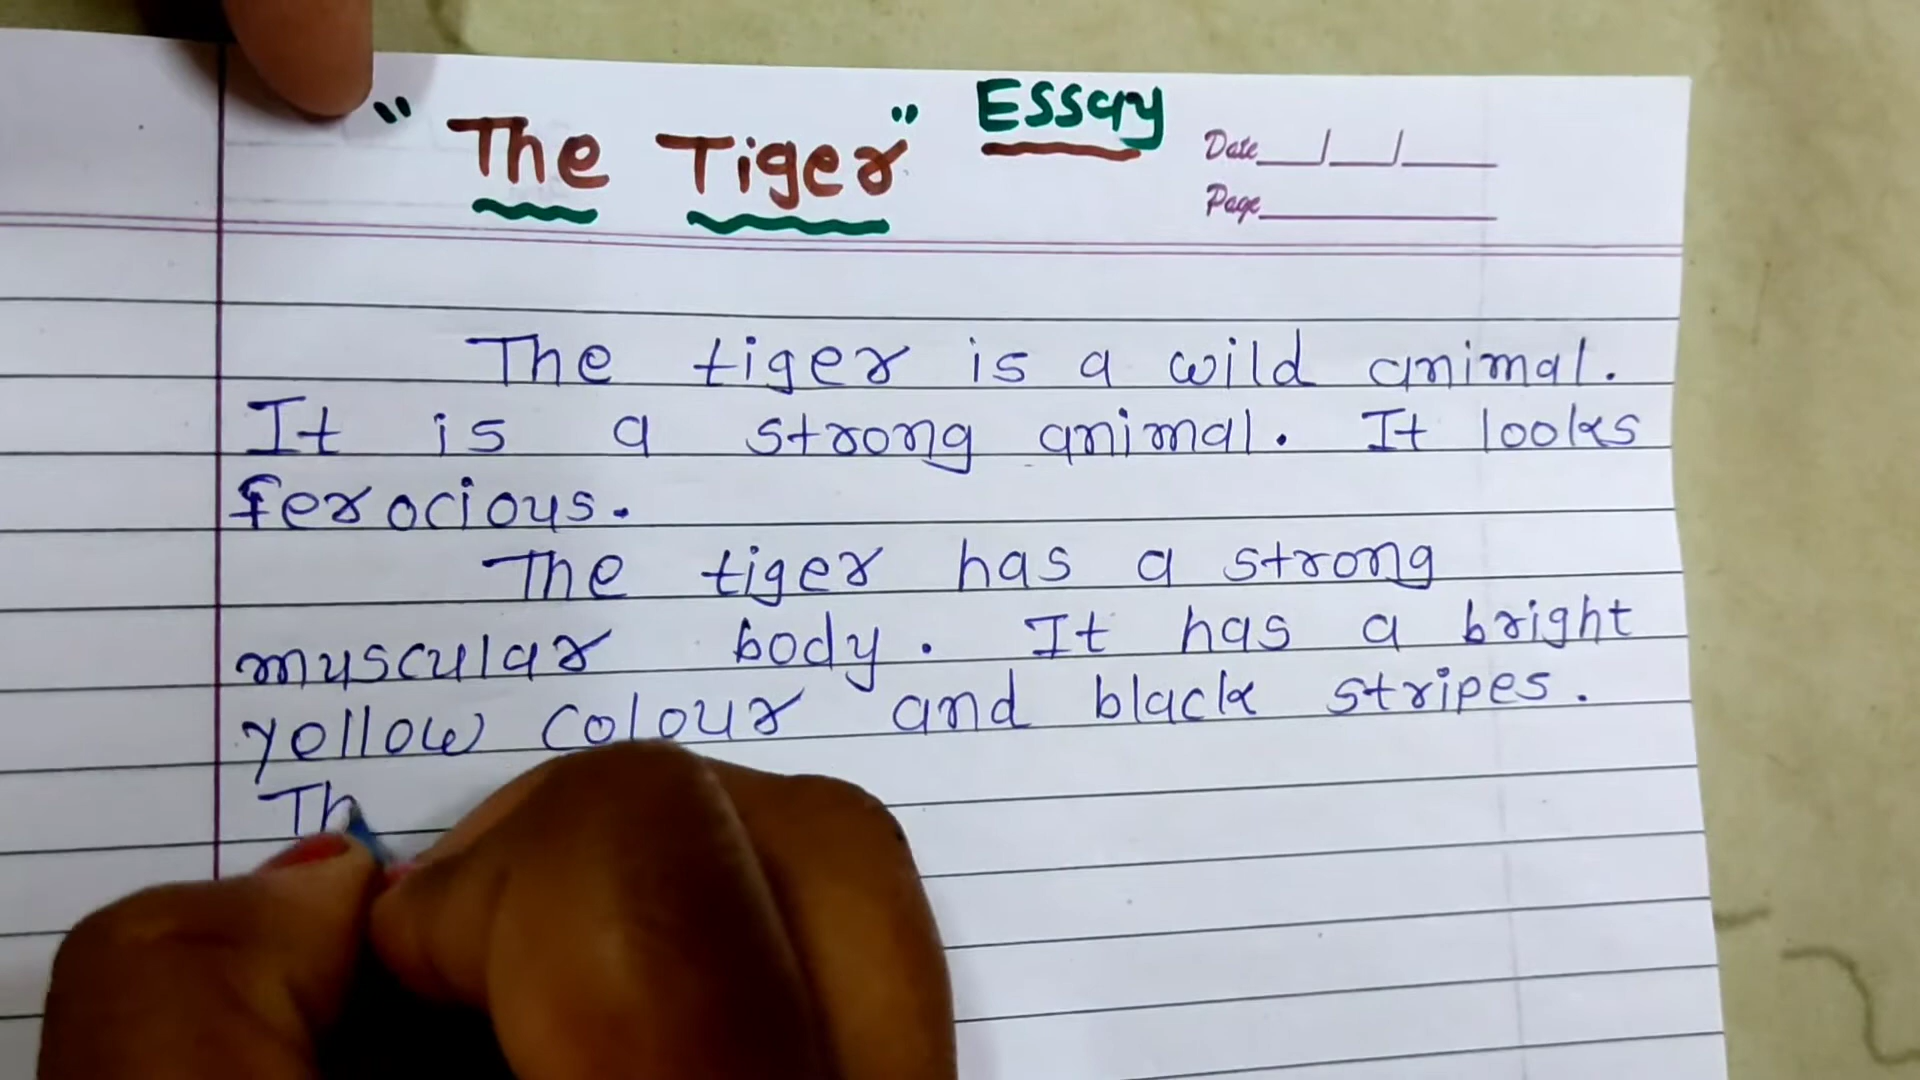 "The Tiger" Essay
Date
Page
The tiger is a wild animal.
It is a strong animal. It looks
ferocious.
The tiger has a strong
muscular body. It has a bright
yellow colour and black stripes.
Th